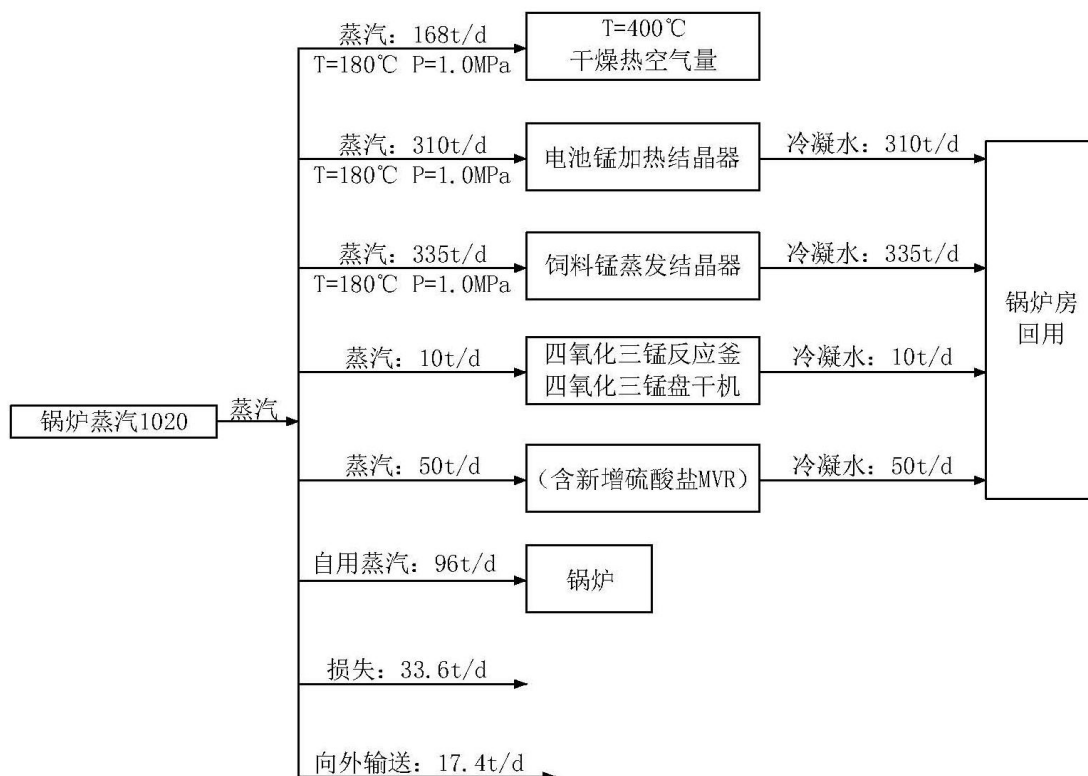 蒸汽：168t/d
T=180℃ P=1.0MPa
T=400℃
干燥热空气量
蒸汽：310t/d
T=180℃ P=1.0MPa
电池锰加热结晶器
冷凝水：310t/d
蒸汽：335t/d
T=180℃ P=1.0MPa
饲料锰蒸发结晶器
冷凝水：335t/d
锅炉房
回用
蒸汽：10t/d
四氧化三锰反应釜
四氧化三锰盘干机
冷凝水：10t/d
锅炉蒸汽1020
蒸汽
蒸汽：50t/d
（含新增硫酸盐MVR）
冷凝水：50t/d
自用蒸汽：96t/d
锅炉
损失：33.6t/d
向外输送：17.4t/d